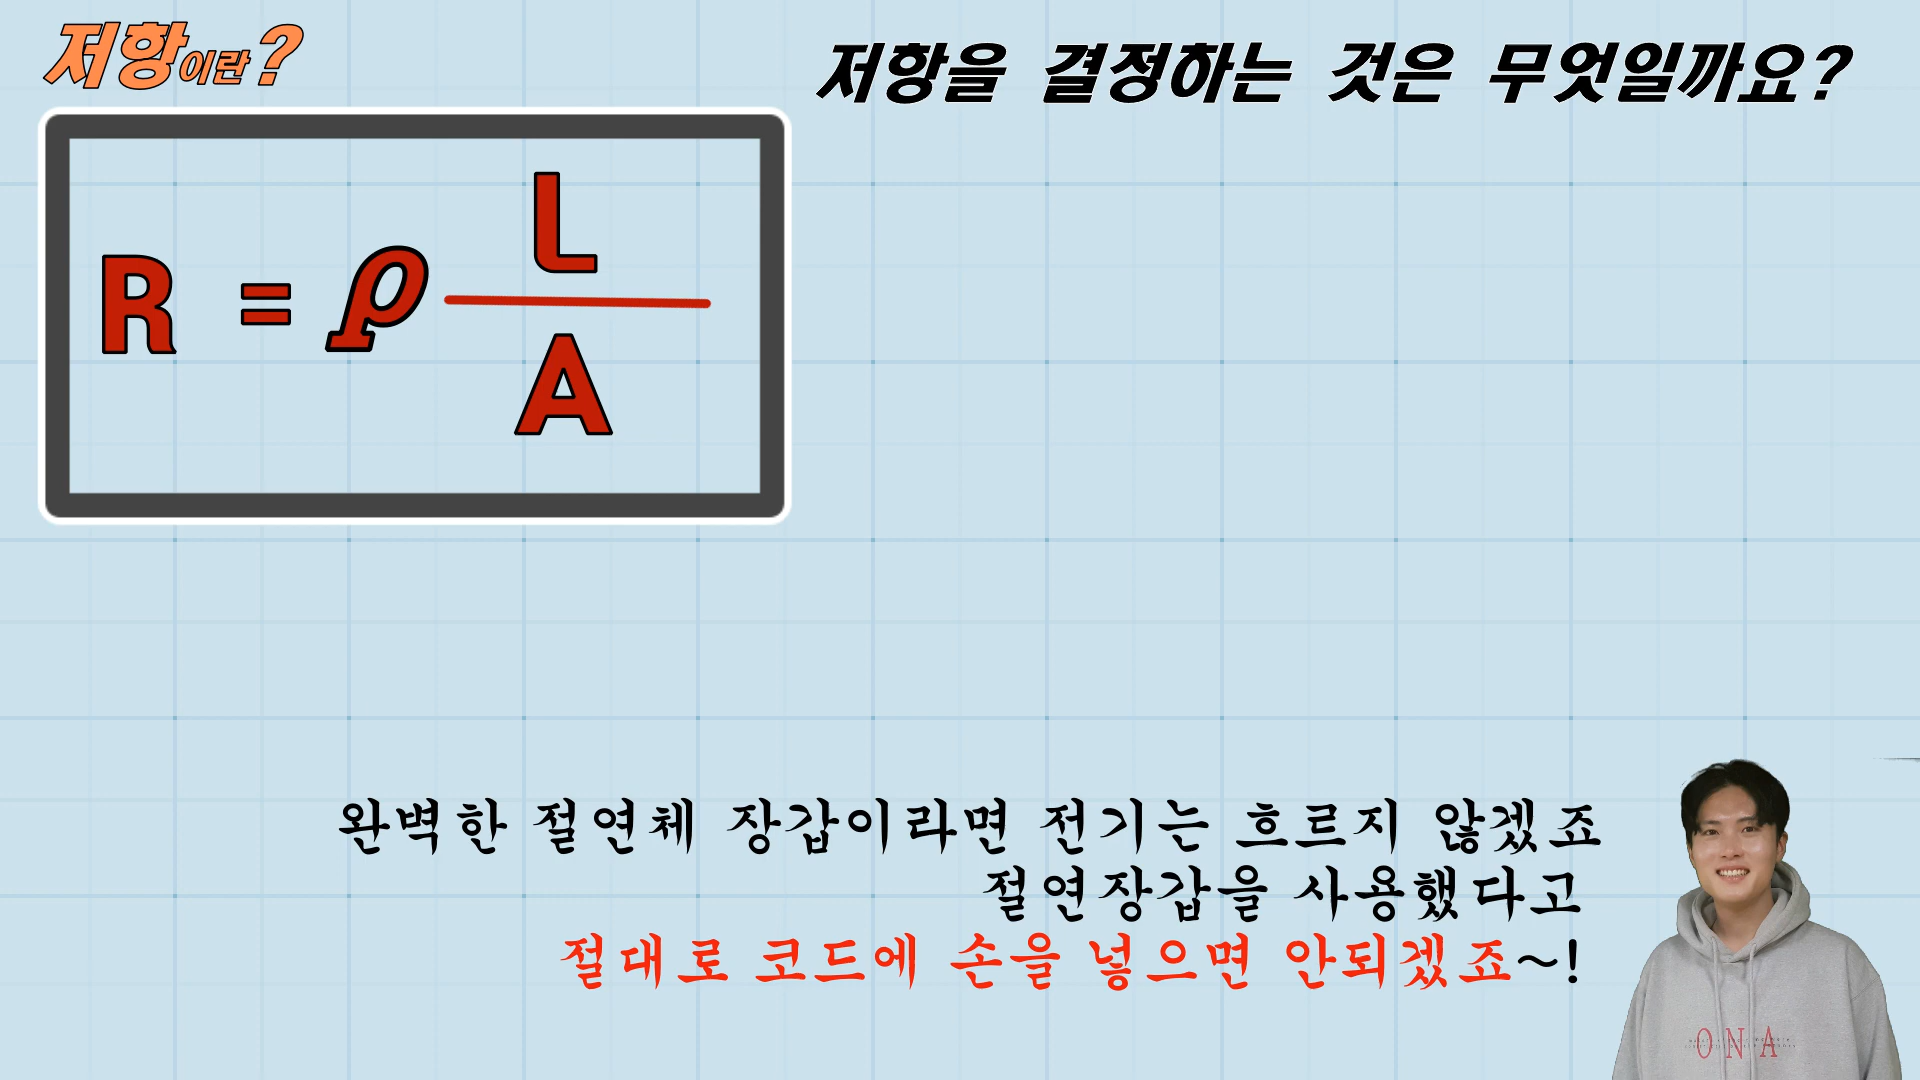 저항이란?
저항을 결정하는 것은 무엇일까요?
R = ρ L
A
완벽한 절연체 장갑이라면 전기는 흐르지 않겠죠
절연장갑을 사용했다고
절대로 코드에 손을 넣으면 안되겠죠~!
ONA